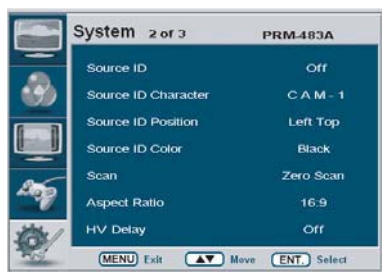 System 2 of 3 PRM-483A
Source ID Off
Source ID Character C A M - 1
Source ID Position Left Top
Source ID Color Black
Scan Zero Scan
Aspect Ratio 16:9
HV Delay Off
MENU Exit ▲▼ Move ENT. Select